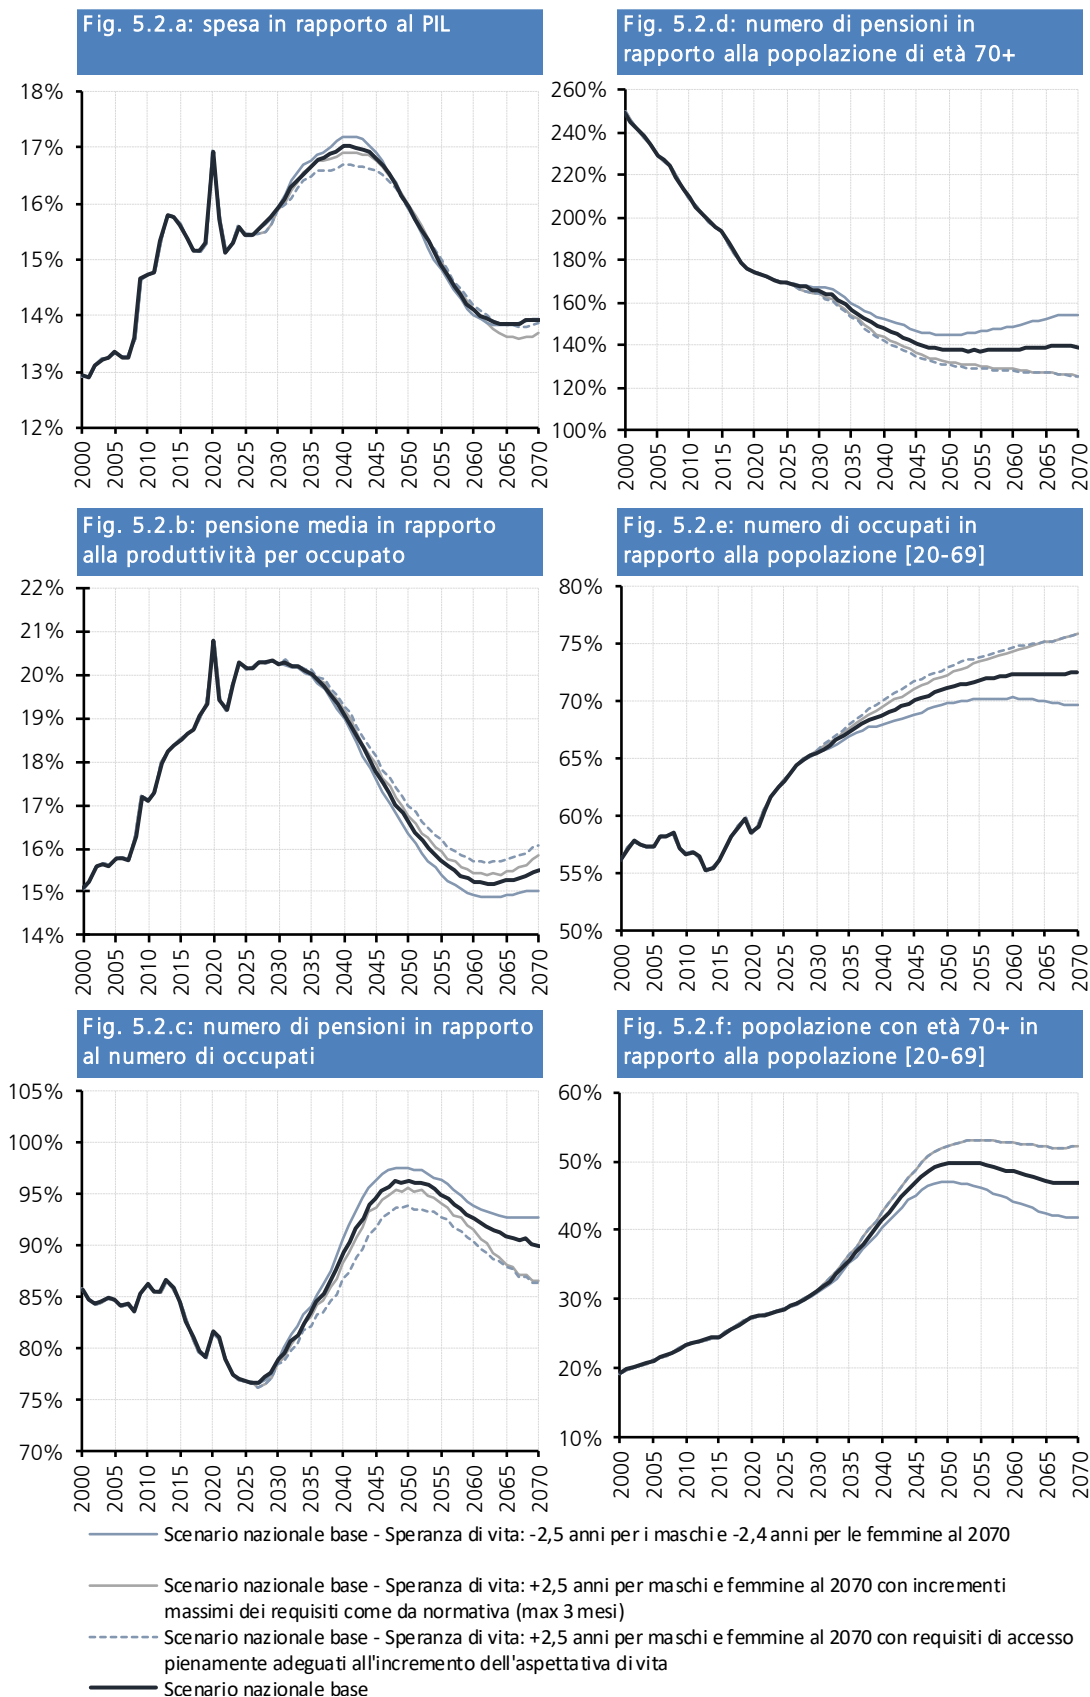 Fig. 5.2.a: spesa in rapporto al PIL
18%
17%
16%
15%
14%
13%
12%
2000 2005 2010 2015 2020 2025 2030 2035 2040 2045 2050 2055 2060 2065 2070
Fig. 5.2.d: numero di pensioni in
rapporto alla popolazione di età 70+
260%
240%
220%
200%
180%
160%
140%
120%
100%
2000 2005 2010 2015 2020 2025 2030 2035 2040 2045 2050 2055 2060 2065 2070
Fig. 5.2.b: pensione media in rapporto
alla produttività per occupato
22%
21%
20%
19%
18%
17%
16%
15%
14%
2000 2005 2010 2015 2020 2025 2030 2035 2040 2045 2050 2055 2060 2065 2070
Fig. 5.2.e: numero di occupati in
rapporto alla popolazione [20-69]
80%
75%
70%
65%
60%
55%
50%
2000 2005 2010 2015 2020 2025 2030 2035 2040 2045 2050 2055 2060 2065 2070
Fig. 5.2.c: numero di pensioni in rapporto
al numero di occupati
105%
100%
95%
90%
85%
80%
75%
70%
2000 2005 2010 2015 2020 2025 2030 2035 2040 2045 2050 2055 2060 2065 2070
Fig. 5.2.f: popolazione con età 70+ in
rapporto alla popolazione [20-69]
60%
50%
40%
30%
20%
10%
2000 2005 2010 2015 2020 2025 2030 2035 2040 2045 2050 2055 2060 2065 2070
Scenario nazionale base - Speranza di vita: -2,5 anni per i maschi e -2,4 anni per le femmine al 2070
Scenario nazionale base - Speranza di vita: +2,5 anni per maschi e femmine al 2070 con incrementi
massimi dei requisiti come da normativa (max 3 mesi)
Scenario nazionale base - Speranza di vita: +2,5 anni per maschi e femmine al 2070 con requisiti di accesso
pienamente adeguati all'incremento dell'aspettativa di vita
Scenario nazionale base